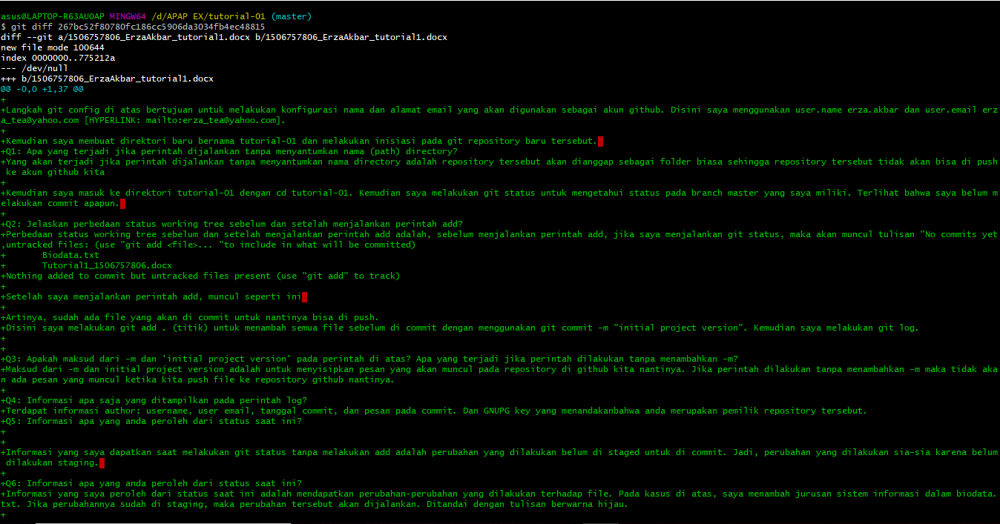 asus@LAPTOP-R63AUOAP MINGW64 /d/APAP EX/tutorial-01 (master)
$ git diff 267bc52f80780fc186cc5906da3034fb4ec48815
diff --git a/1506757806_ErzaAkbar_tutorial1.docx b/1506757806_ErzaAkbar_tutorial1.docx
new file mode 100644
index 0000000..775212a
--- /dev/null
+++ b/1506757806_ErzaAkbar_tutorial1.docx
@@ -0,0 +1,37 @@
+
+Langkah git config di atas bertujuan untuk melakukan konfigurasi nama dan alamat email yang akan digunakan sebagai akun github. Disini saya menggunakan user.name erza.akbar dan user.email erz
a_tea@yahoo.com [HYPERLINK: mailto:erza_tea@yahoo.com].
+
+Kemudian saya membuat direktori baru bernama tutorial-01 dan melakukan inisiasi pada git repository baru tersebut.
+Q1: Apa yang terjadi jika perintah dijalankan tanpa menyantumkan nama (path) directory?
+Yang akan terjadi jika perintah dijalankan tanpa menyantumkan nama directory adalah repository tersebut akan dianggap sebagai folder biasa sehingga repository tersebut tidak akan bisa di push
 ke akun github kita
+
+Kemudian saya masuk ke direktori tutorial-01 dengan cd tutorial-01. Kemudian saya melakukan git status untuk mengetahui status pada branch master yang saya miliki. Terlihat bahwa saya belum m
elakukan commit apapun.
+
+Q2: Jelaskan perbedaan status working tree sebelum dan setelah menjalankan perintah add?
+Perbedaan status working tree sebelum dan setelah menjalankan perintah add adalah, sebelum menjalankan perintah add, jika saya menjalankan git status, maka akan muncul tulisan "No commits yet
,untracked files: (use "git add <file>... "to include in what will be committed)
+       Biodata.txt
+       Tutorial1_1506757806.docx
+Nothing added to commit but untracked files present (use "git add" to track)
+
+Setelah saya menjalankan perintah add, muncul seperti ini
+
+Artinya, sudah ada file yang akan di commit untuk nantinya bisa di push.
+Disini saya melakukan git add . (titik) untuk menambah semua file sebelum di commit dengan menggunakan git commit -m "initial project version". Kemudian saya melakukan git log.
+
+
+Q3: Apakah maksud dari -m dan 'initial project version' pada perintah di atas? Apa yang terjadi jika perintah dilakukan tanpa menambahkan -m?
+Maksud dari -m dan initial project version adalah untuk menyisipkan pesan yang akan muncul pada repository di github kita nantinya. Jika perintah dilakukan tanpa menambahkan -m maka tidak aka
n ada pesan yang muncul ketika kita push file ke repository github nantinya.
+
+Q4: Informasi apa saja yang ditampilkan pada perintah log?
+Terdapat informasi author: username, user email, tanggal commit, dan pesan pada commit. Dan GNUPG key yang menandakanbahwa anda merupakan pemilik repository tersebut.
+Q5: Informasi apa yang anda peroleh dari status saat ini?
+
+
+Informasi yang saya dapatkan saat melakukan git status tanpa melakukan add adalah perubahan yang dilakukan belum di staged untuk di commit. Jadi, perubahan yang dilakukan sia-sia karena belum
 dilakukan staging.
+
+Q6: Informasi apa yang anda peroleh dari status saat ini?
+Informasi yang saya peroleh dari status saat ini adalah mendapatkan perubahan-perubahan yang dilakukan terhadap file. Pada kasus di atas, saya menambah jurusan sistem informasi dalam biodata.
txt. Jika perubahannya sudah di staging, maka perubahan tersebut akan dijalankan. Ditandai dengan tulisan berwarna hijau.
+